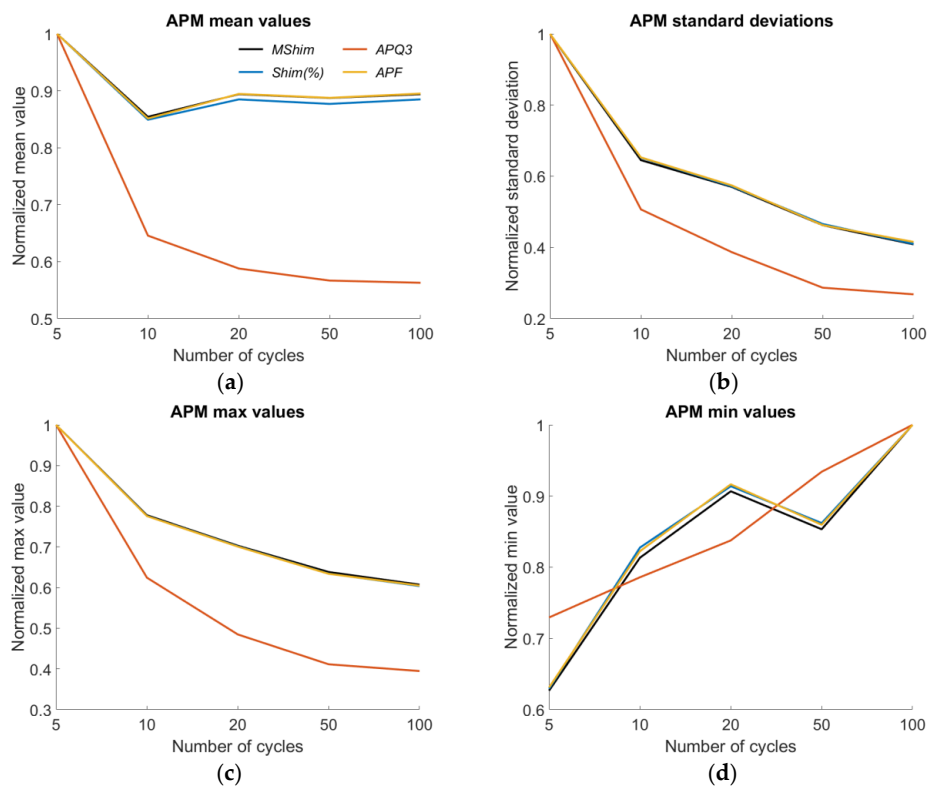 APM mean values
1
0.9
0.8
0.7
0.6
0.5
Normalized mean value
MShim
APQ3
Shim(%)
APF
5 10 20 50 100
Number of cycles
(a)
APM standard deviations
1
0.8
0.6
0.4
0.2
Normalized standard deviation
5 10 20 50 100
Number of cycles
(b)
APM max values
1
0.9
0.8
0.7
0.6
0.5
0.4
0.3
Normalized max value
5 10 20 50 100
Number of cycles
(c)
APM min values
1
0.9
0.8
0.7
0.6
Normalized min value
5 10 20 50 100
Number of cycles
(d)